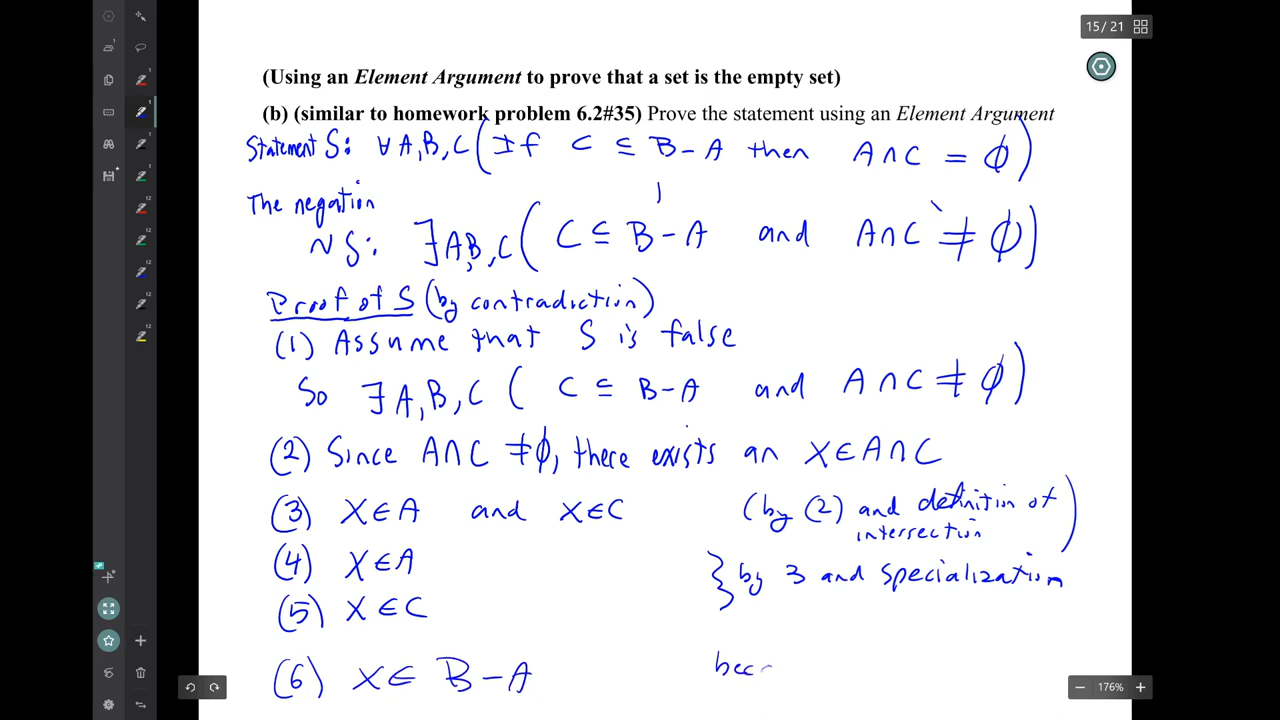 15/21
(Using an Element Argument to prove that a set is the empty set)
(b) (similar to homework problem 6.2#35) Prove the statement using an Element Argument
Statement S: ∀ A,B,C ( If C ⊆ B-A then A∩C = ϕ )
The negation
~S: ∃A,B,C ( C ⊆ B-A and A∩C ≠ ϕ )
Proof of S (by contradiction)
(1) Assume that S is false
So ∃ A,B,C ( C ⊆ B-A and A∩C ≠ ϕ )
(2) Since A∩C ≠ϕ, there exists an X∈A∩C
(3) X∈A and X∈C (by (2) and definition of intersection)
(4) X∈A } by 3 and specialization
(5) X∈C
(6) X∈ B-A bec
176%